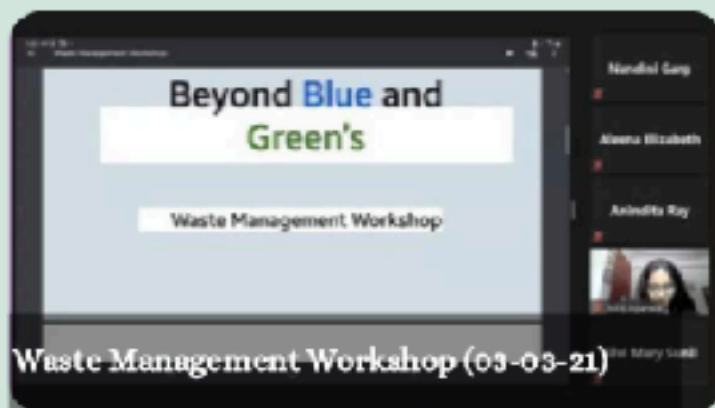 Waste Management Workshop
Beyond Blue and
Green's
Waste Management Workshop
Nandini Garg
Aleena Elizabeth
Anindita Ray
Waste Management Workshop (03-03-21)
Mary